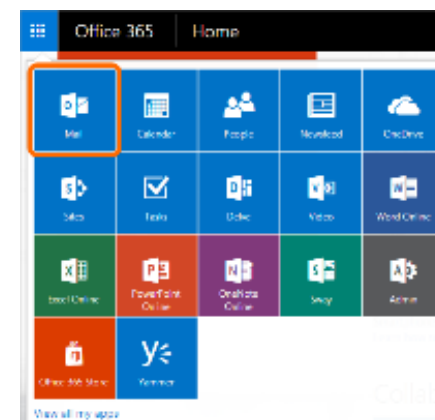 Office 365 Home
Mail Calendar People Newsfeed OneDrive
Sites Tasks Delve Video Word Online
Excel Online PowerPoint Online OneNote Online Sway Admin
Office 365 Store Yammer
View all my apps
Collab